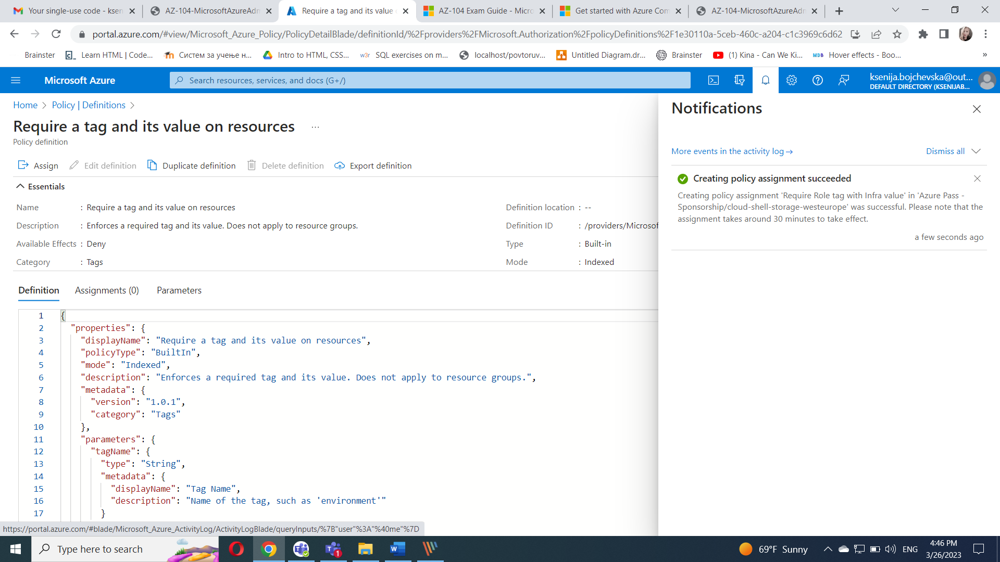 Your single-use code - ksen
AZ-104-MicrosoftAzureAdm
Require a tag and its value
AZ-104 Exam Guide - Micro
Get started with Azure Com
AZ-104-MicrosoftAzureAdm
portal.azure.com/#view/Microsoft_Azure_Policy/PolicyDetailBlade/definitionId/%2Fproviders%2FMicrosoft.Authorization%2FpolicyDefinitions%2F1e30110a-5ceb-460c-a204-c1c3969c6d62
Brainster
Learn HTML | Code...
Систем за учење н...
Intro to HTML, CSS...
w3r SQL exercises on m...
localhost/povtoruv...
Untitled Diagram.dr...
Brainster
(1) Kina - Can We Ki...
MDB Hover effects - Boo...
»
Microsoft Azure
Search resources, services, and docs (G+/)
ksenija.bojchevska@out...
DEFAULT DIRECTORY (KSENIJAB...
Home > Policy | Definitions >
Require a tag and its value on resources ...
Policy definition
Assign
Edit definition
Duplicate definition
Delete definition
Export definition
Essentials
Name : Require a tag and its value on resources
Description : Enforces a required tag and its value. Does not apply to resource groups.
Available Effects : Deny
Category : Tags
Definition location : --
Definition ID : /providers/Microsof
Type : Built-in
Mode : Indexed
Definition
Assignments (0)
Parameters
1 {
2 "properties": {
3 "displayName": "Require a tag and its value on resources",
4 "policyType": "BuiltIn",
5 "mode": "Indexed",
6 "description": "Enforces a required tag and its value. Does not apply to resource groups.",
7 "metadata": {
8 "version": "1.0.1",
9 "category": "Tags"
10 },
11 "parameters": {
12 "tagName": {
13 "type": "String",
14 "metadata": {
15 "displayName": "Tag Name",
16 "description": "Name of the tag, such as 'environment'"
17 }
Notifications
More events in the activity log →
Dismiss all
Creating policy assignment succeeded
Creating policy assignment 'Require Role tag with Infra value' in 'Azure Pass -
Sponsorship/cloud-shell-storage-westeurope' was successful. Please note that the
assignment takes around 30 minutes to take effect.
a few seconds ago
https://portal.azure.com/#blade/Microsoft_Azure_ActivityLog/ActivityLogBlade/queryInputs/%7B"user"%3A"%40me"%7D
Type here to search
1
69°F Sunny
ENG
4:46 PM
3/26/2023